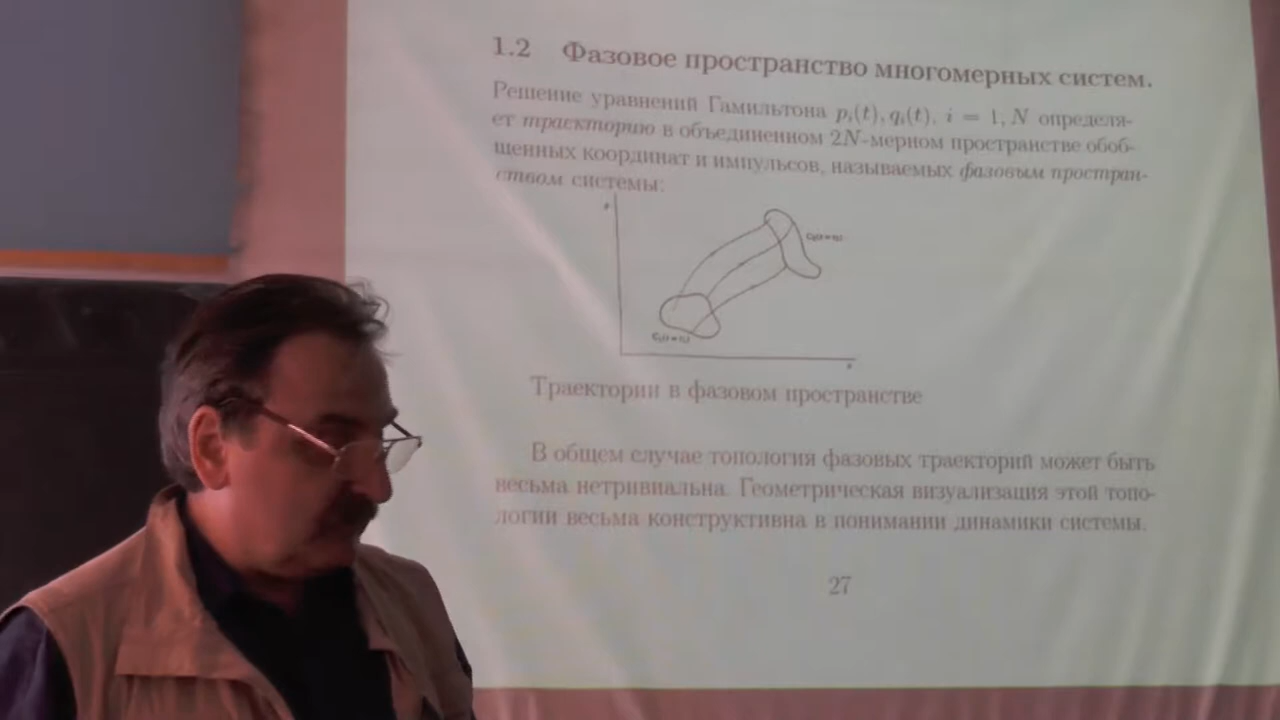 1.2 Фазовое пространство многомерных систем.
Решение уравнений Гамильтона pᵢ(t), qᵢ(t), i = 1, N определя-
ет траекторию в объединенном 2N-мерном пространстве обоб-
щенных координат и импульсов, называемых фазовым простран-
ством системы:
Траектории в фазовом пространстве
В общем случае топология фазовых траекторий может быть
весьма нетривиальна. Геометрическая визуализация этой топо-
логии весьма конструктивна в понимании динамики системы.
27